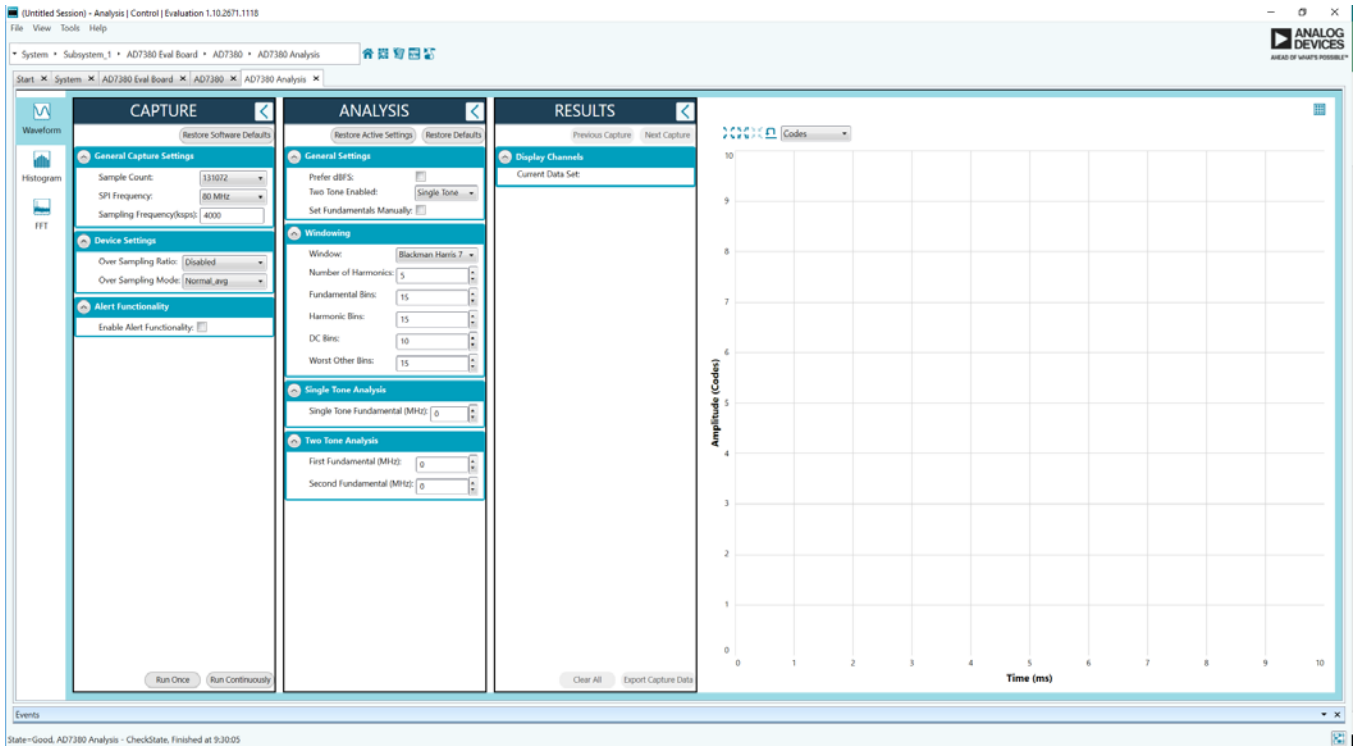 (Untitled Session) - Analysis | Control | Evaluation 1.10.2671.1118
File View Tools Help
System • Subsystem_1 • AD7380 Eval Board • AD7380 • AD7380 Analysis
ANALOG
DEVICES
AHEAD OF WHAT'S POSSIBLE™
Start System AD7380 Eval Board AD7380 AD7380 Analysis
Waveform
Histogram
FFT
CAPTURE
Restore Software Defaults
General Capture Settings
Sample Count: 131072
SPI Frequency: 80 MHz
Sampling Frequency(ksps): 4000
Device Settings
Over Sampling Ratio: Disabled
Over Sampling Mode: Normal_avg
Alert Functionality
Enable Alert Functionality:
Run Once Run Continuously
ANALYSIS
Restore Active Settings Restore Defaults
General Settings
Prefer dBFS:
Two Tone Enabled: Single Tone
Set Fundamentals Manually:
Windowing
Window: Blackman Harris 7
Number of Harmonics: 5
Fundamental Bins: 15
Harmonic Bins: 15
DC Bins: 10
Worst Other Bins: 15
Single Tone Analysis
Single Tone Fundamental (MHz): 0
Two Tone Analysis
First Fundamental (MHz): 0
Second Fundamental (MHz): 0
RESULTS
Previous Capture Next Capture
Display Channels
Current Data Set:
Clear All Export Capture Data
Codes
Amplitude (Codes)
10
9
8
7
6
5
4
3
2
1
0
0 1 2 3 4 5 6 7 8 9 10
Time (ms)
Events
State=Good, AD7380 Analysis - CheckState, Finished at 9:30:05